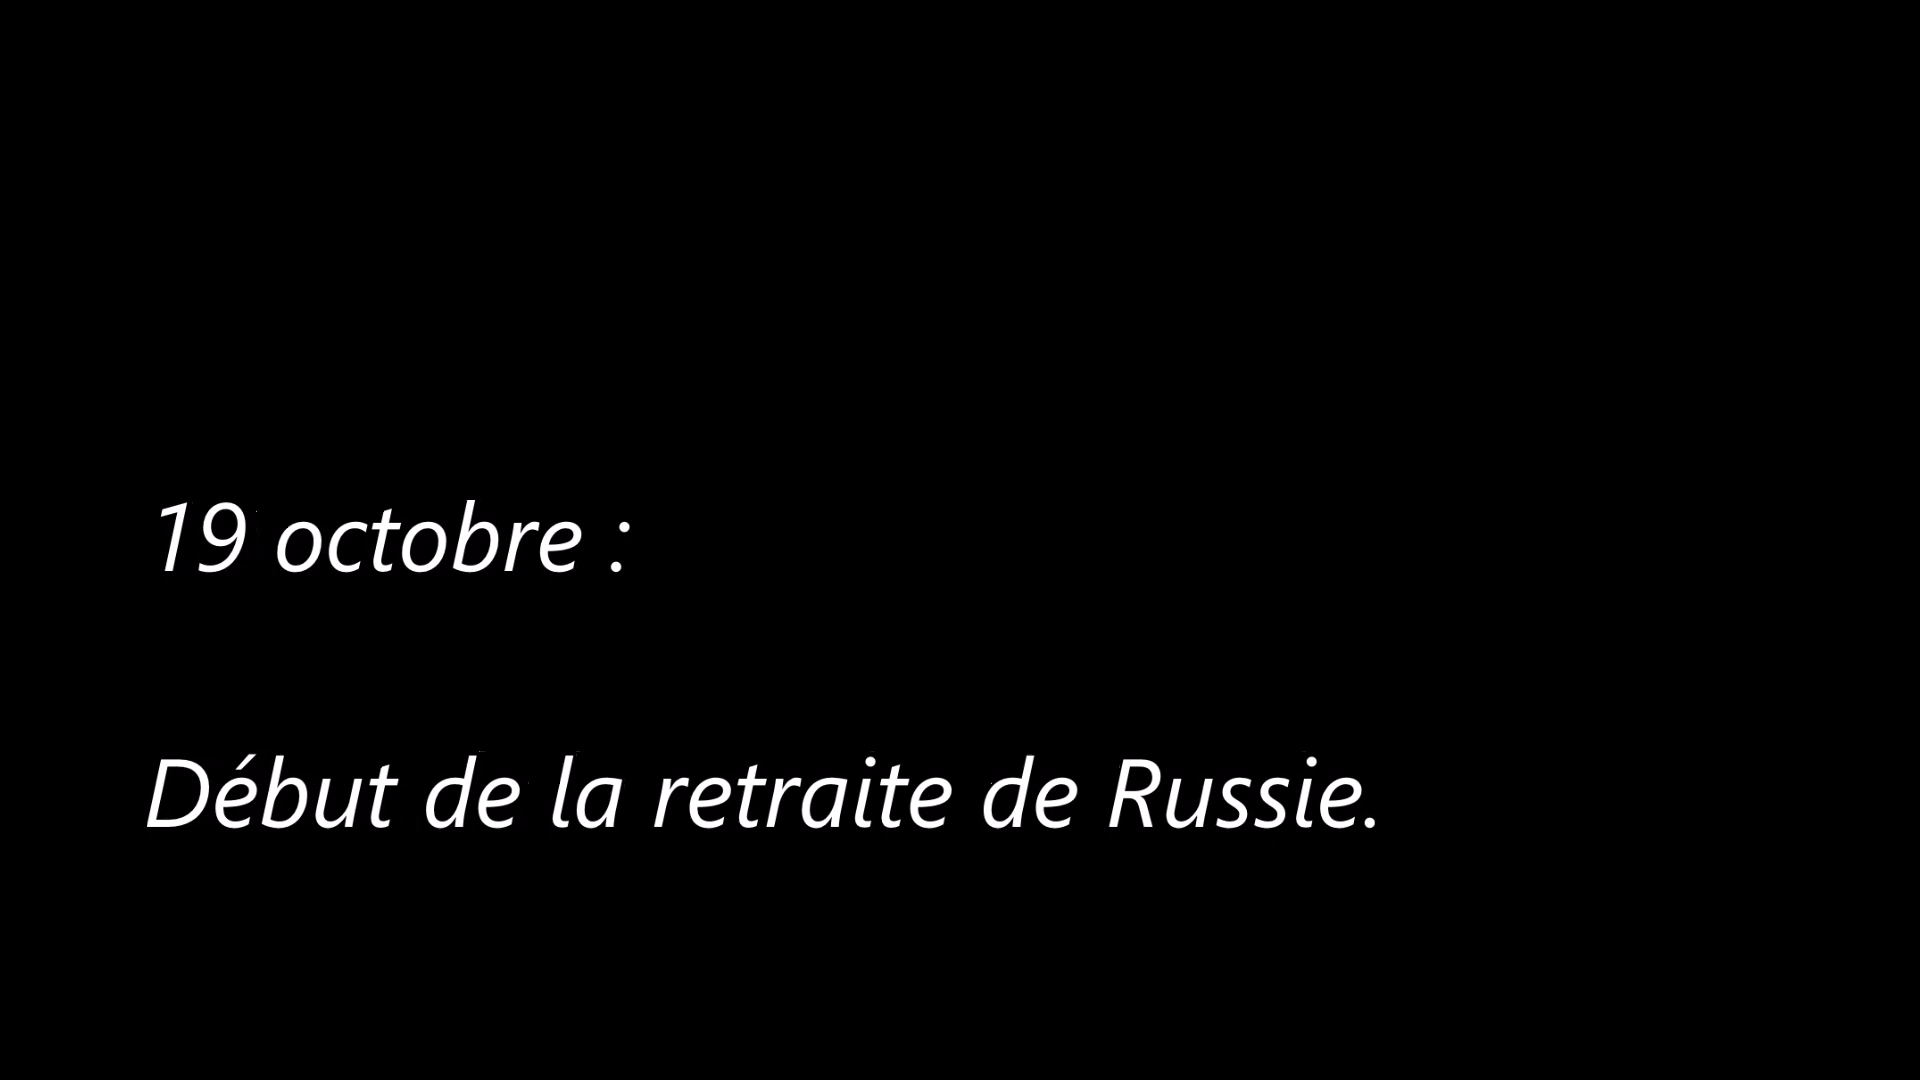 19 octobre :
Début de la retraite de Russie.